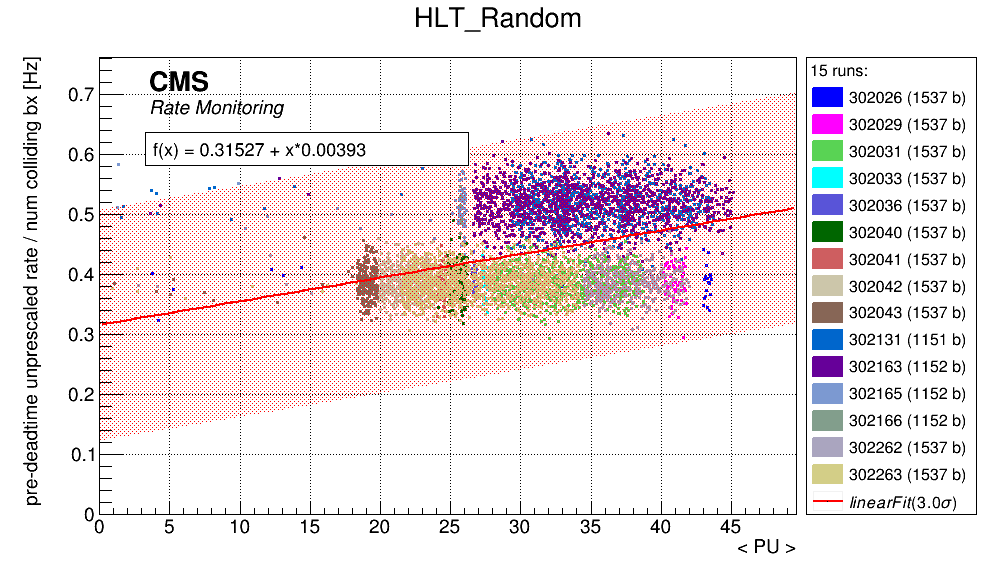 HLT_Random
pre-deadtime unprescaled rate / num colliding bx [Hz]
CMS
Rate Monitoring
f(x) = 0.31527 + x*0.00393
0.7
0.6
0.5
0.4
0.3
0.2
0.1
0
0 5 10 15 20 25 30 35 40 45
< PU >
15 runs:
302026 (1537 b)
302029 (1537 b)
302031 (1537 b)
302033 (1537 b)
302036 (1537 b)
302040 (1537 b)
302041 (1537 b)
302042 (1537 b)
302043 (1537 b)
302131 (1151 b)
302163 (1152 b)
302165 (1152 b)
302166 (1152 b)
302262 (1537 b)
302263 (1537 b)
linearFit(3.0σ)